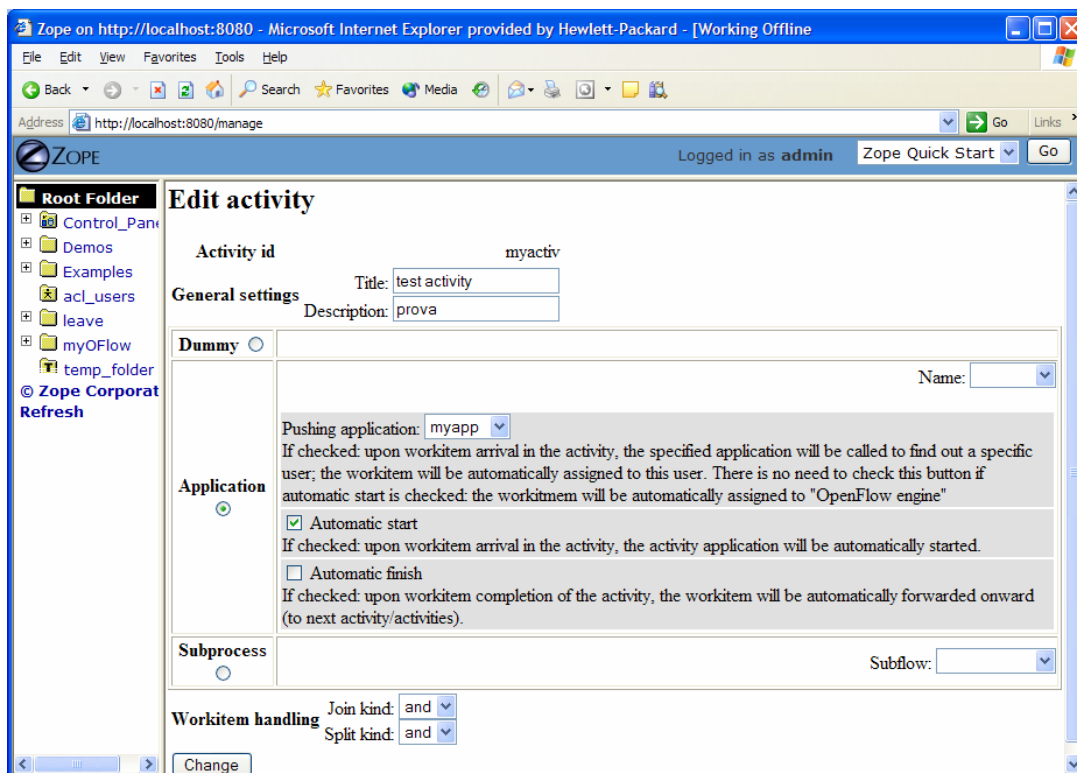 Zope on http://localhost:8080 - Microsoft Internet Explorer provided by Hewlett-Packard - [Working Offline
File Edit View Favorites Tools Help
Back Search Favorites Media
Address http://localhost:8080/manage Go Links
ZOPE Logged in as admin Zope Quick Start Go
Root Folder
Control_Pan
Demos
Examples
acl_users
leave
myOFlow
temp_folder
© Zope Corporat
Refresh
Edit activity
Activity id myactiv
General settings
Title: test activity
Description: prova
Dummy
Application
Name:
Pushing application: myapp
If checked: upon workitem arrival in the activity, the specified application will be called to find out a specific
user; the workitem will be automatically assigned to this user. There is no need to check this button if
automatic start is checked: the workitmem will be automatically assigned to "OpenFlow engine"
Automatic start
If checked: upon workitem arrival in the activity, the activity application will be automatically started.
Automatic finish
If checked: upon workitem completion of the activity, the workitem will be automatically forwarded onward
(to next activity/activities).
Subprocess
Subflow:
Workitem handling
Join kind: and
Split kind: and
Change